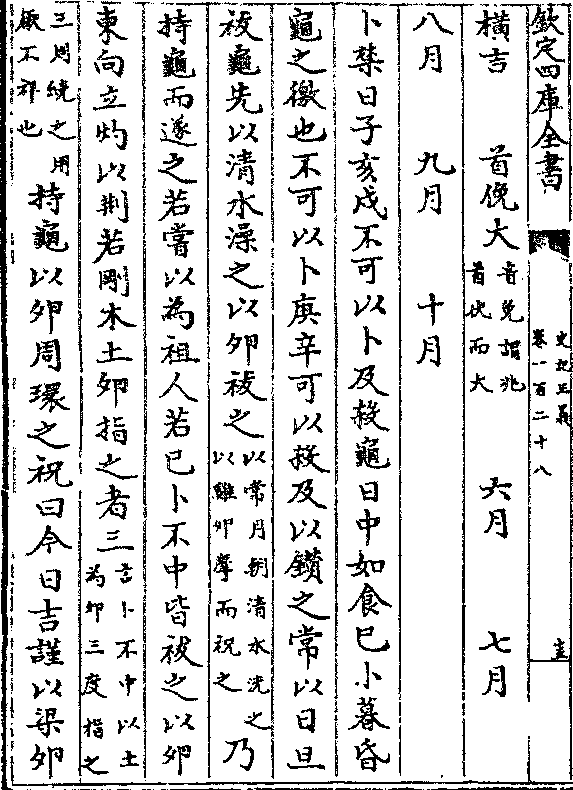 欽定四庫全書
史記正義
卷一百二十八
橫吉 首俛大音免謂兆首伏而大 六月 七月
八月 九月 十月
卜禁日子亥戌不可以卜及殺龜日中如食已小暮昏
龜之徼也不可以卜庚辛可以殺及以鑚之常以日旦
祓龜先以清水澡之以卵祓之以常月朝清水洗之以雞卵摩而祝之乃
持龜而遂之若嘗以為祖人若已卜不中皆祓之以卵
東向立灼以荆若剛木土卵指之者三言卜不中以土為卵三度指之
三周繞之用厭不祥也持龜以卵周環之祝曰今日吉謹以梁卵